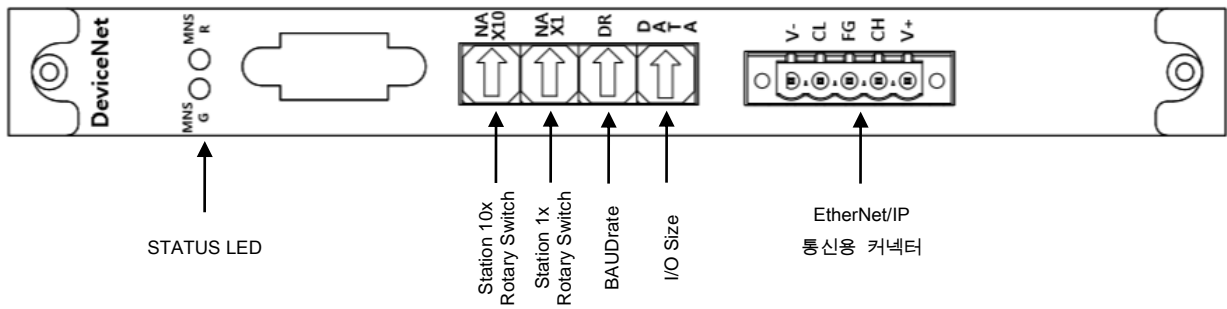 DeviceNet
MNS
R
MNS
G
NA
X10
NA
X1
DR
D
A
T
A
V-
CL
FG
CH
V+
STATUS LED
Station 10x
Rotary Switch
Station 1x
Rotary Switch
BAUDrate
I/O Size
EtherNet/IP
통신용 커넥터